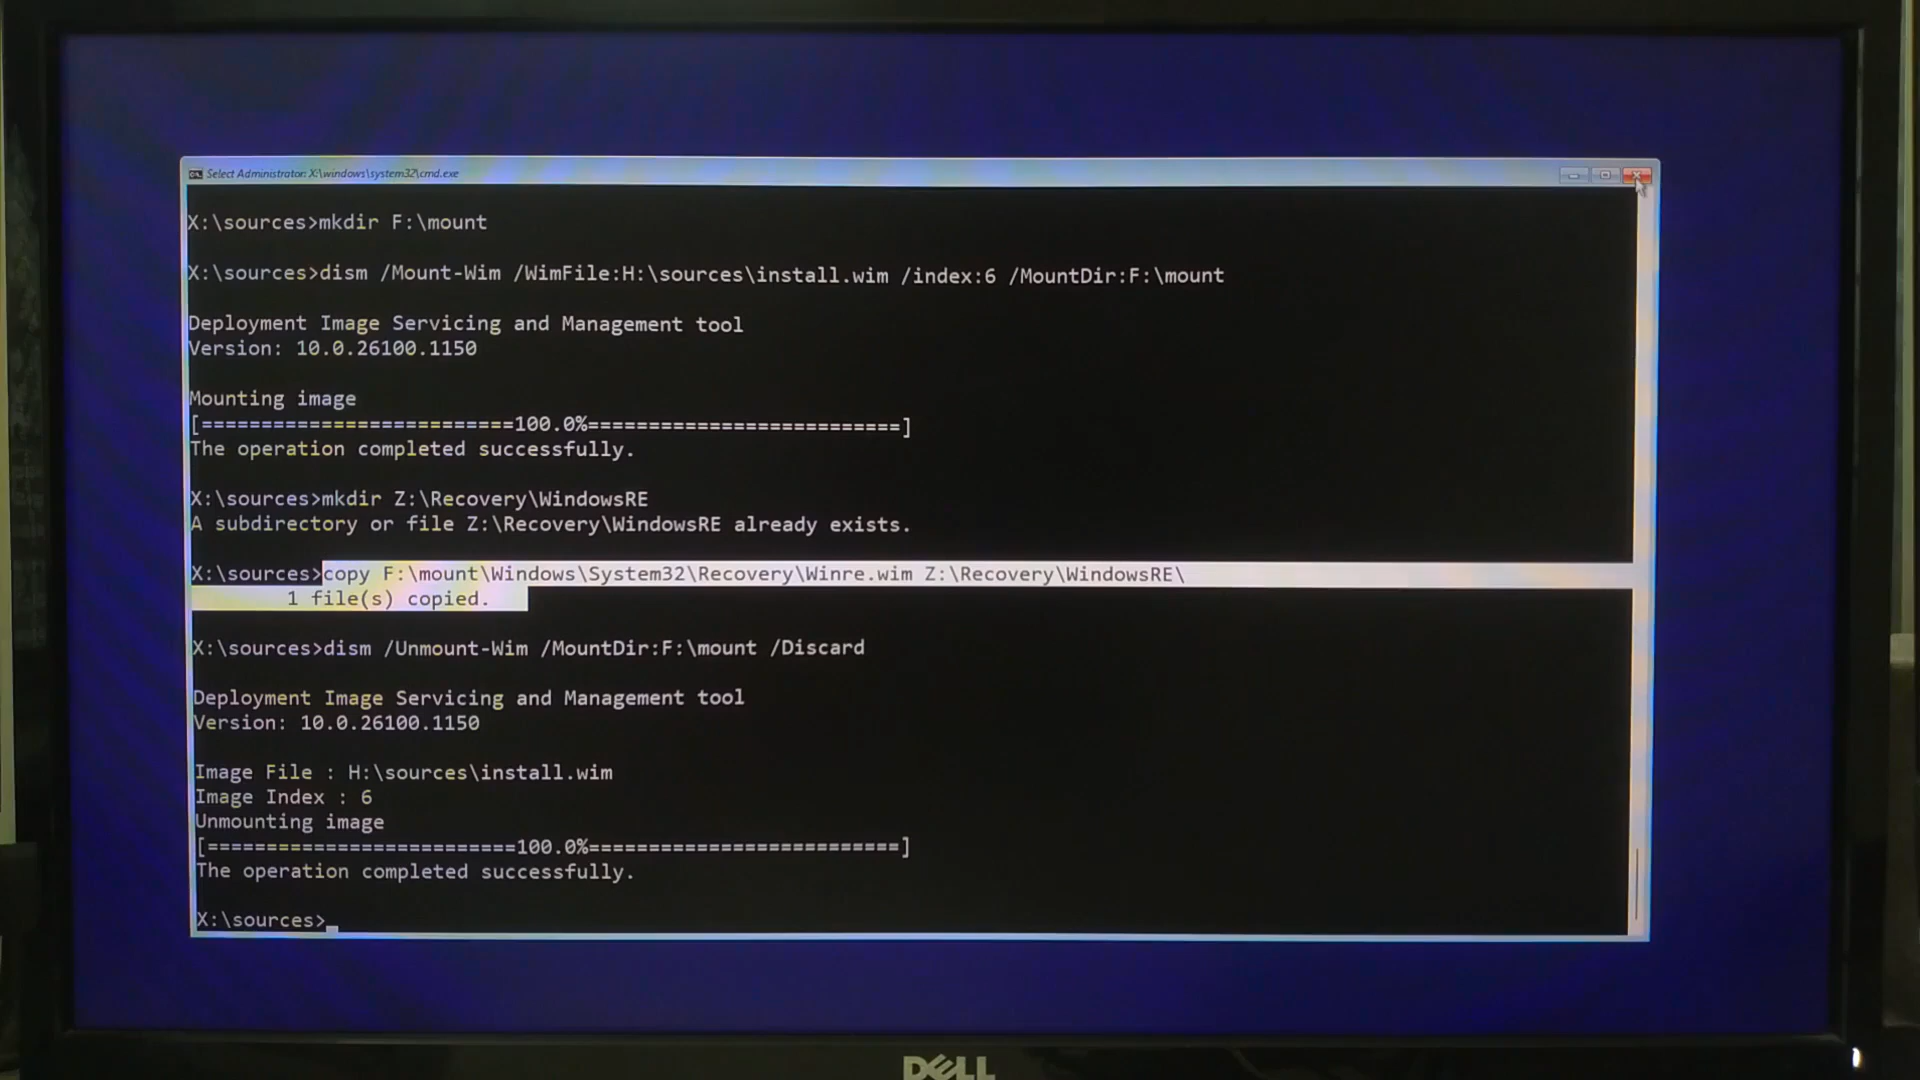 Select Administrator: X:\windows\system32\cmd.exe
X:\sources>mkdir F:\mount
X:\sources>dism /Mount-Wim /WimFile:H:\sources\install.wim /index:6 /MountDir:F:\mount
Deployment Image Servicing and Management tool
Version: 10.0.26100.1150
Mounting image
[==========================100.0%==========================]
The operation completed successfully.
X:\sources>mkdir Z:\Recovery\WindowsRE
A subdirectory or file Z:\Recovery\WindowsRE already exists.
X:\sources>copy F:\mount\Windows\System32\Recovery\Winre.wim Z:\Recovery\WindowsRE\
1 file(s) copied.
X:\sources>dism /Unmount-Wim /MountDir:F:\mount /Discard
Deployment Image Servicing and Management tool
Version: 10.0.26100.1150
Image File : H:\sources\install.wim
Image Index : 6
Unmounting image
[==========================100.0%==========================]
The operation completed successfully.
X:\sources>
DELL